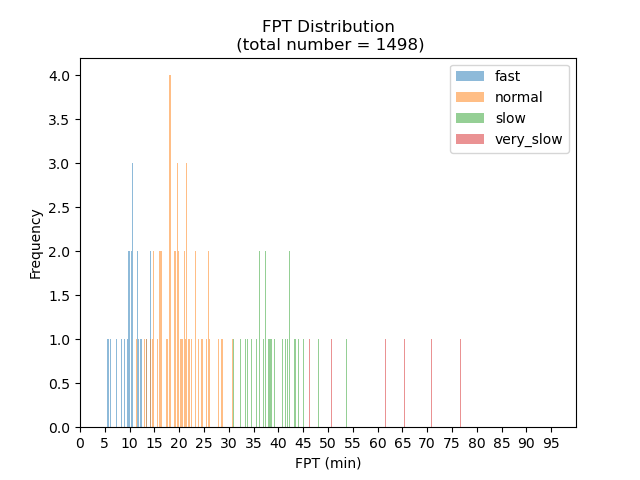 FPT Distribution
(total number = 1498)
fast
normal
slow
very_slow
Frequency
4.0
3.5
3.0
2.5
2.0
1.5
1.0
0.5
0.0
0 5 10 15 20 25 30 35 40 45 50 55 60 65 70 75 80 85 90 95
FPT (min)